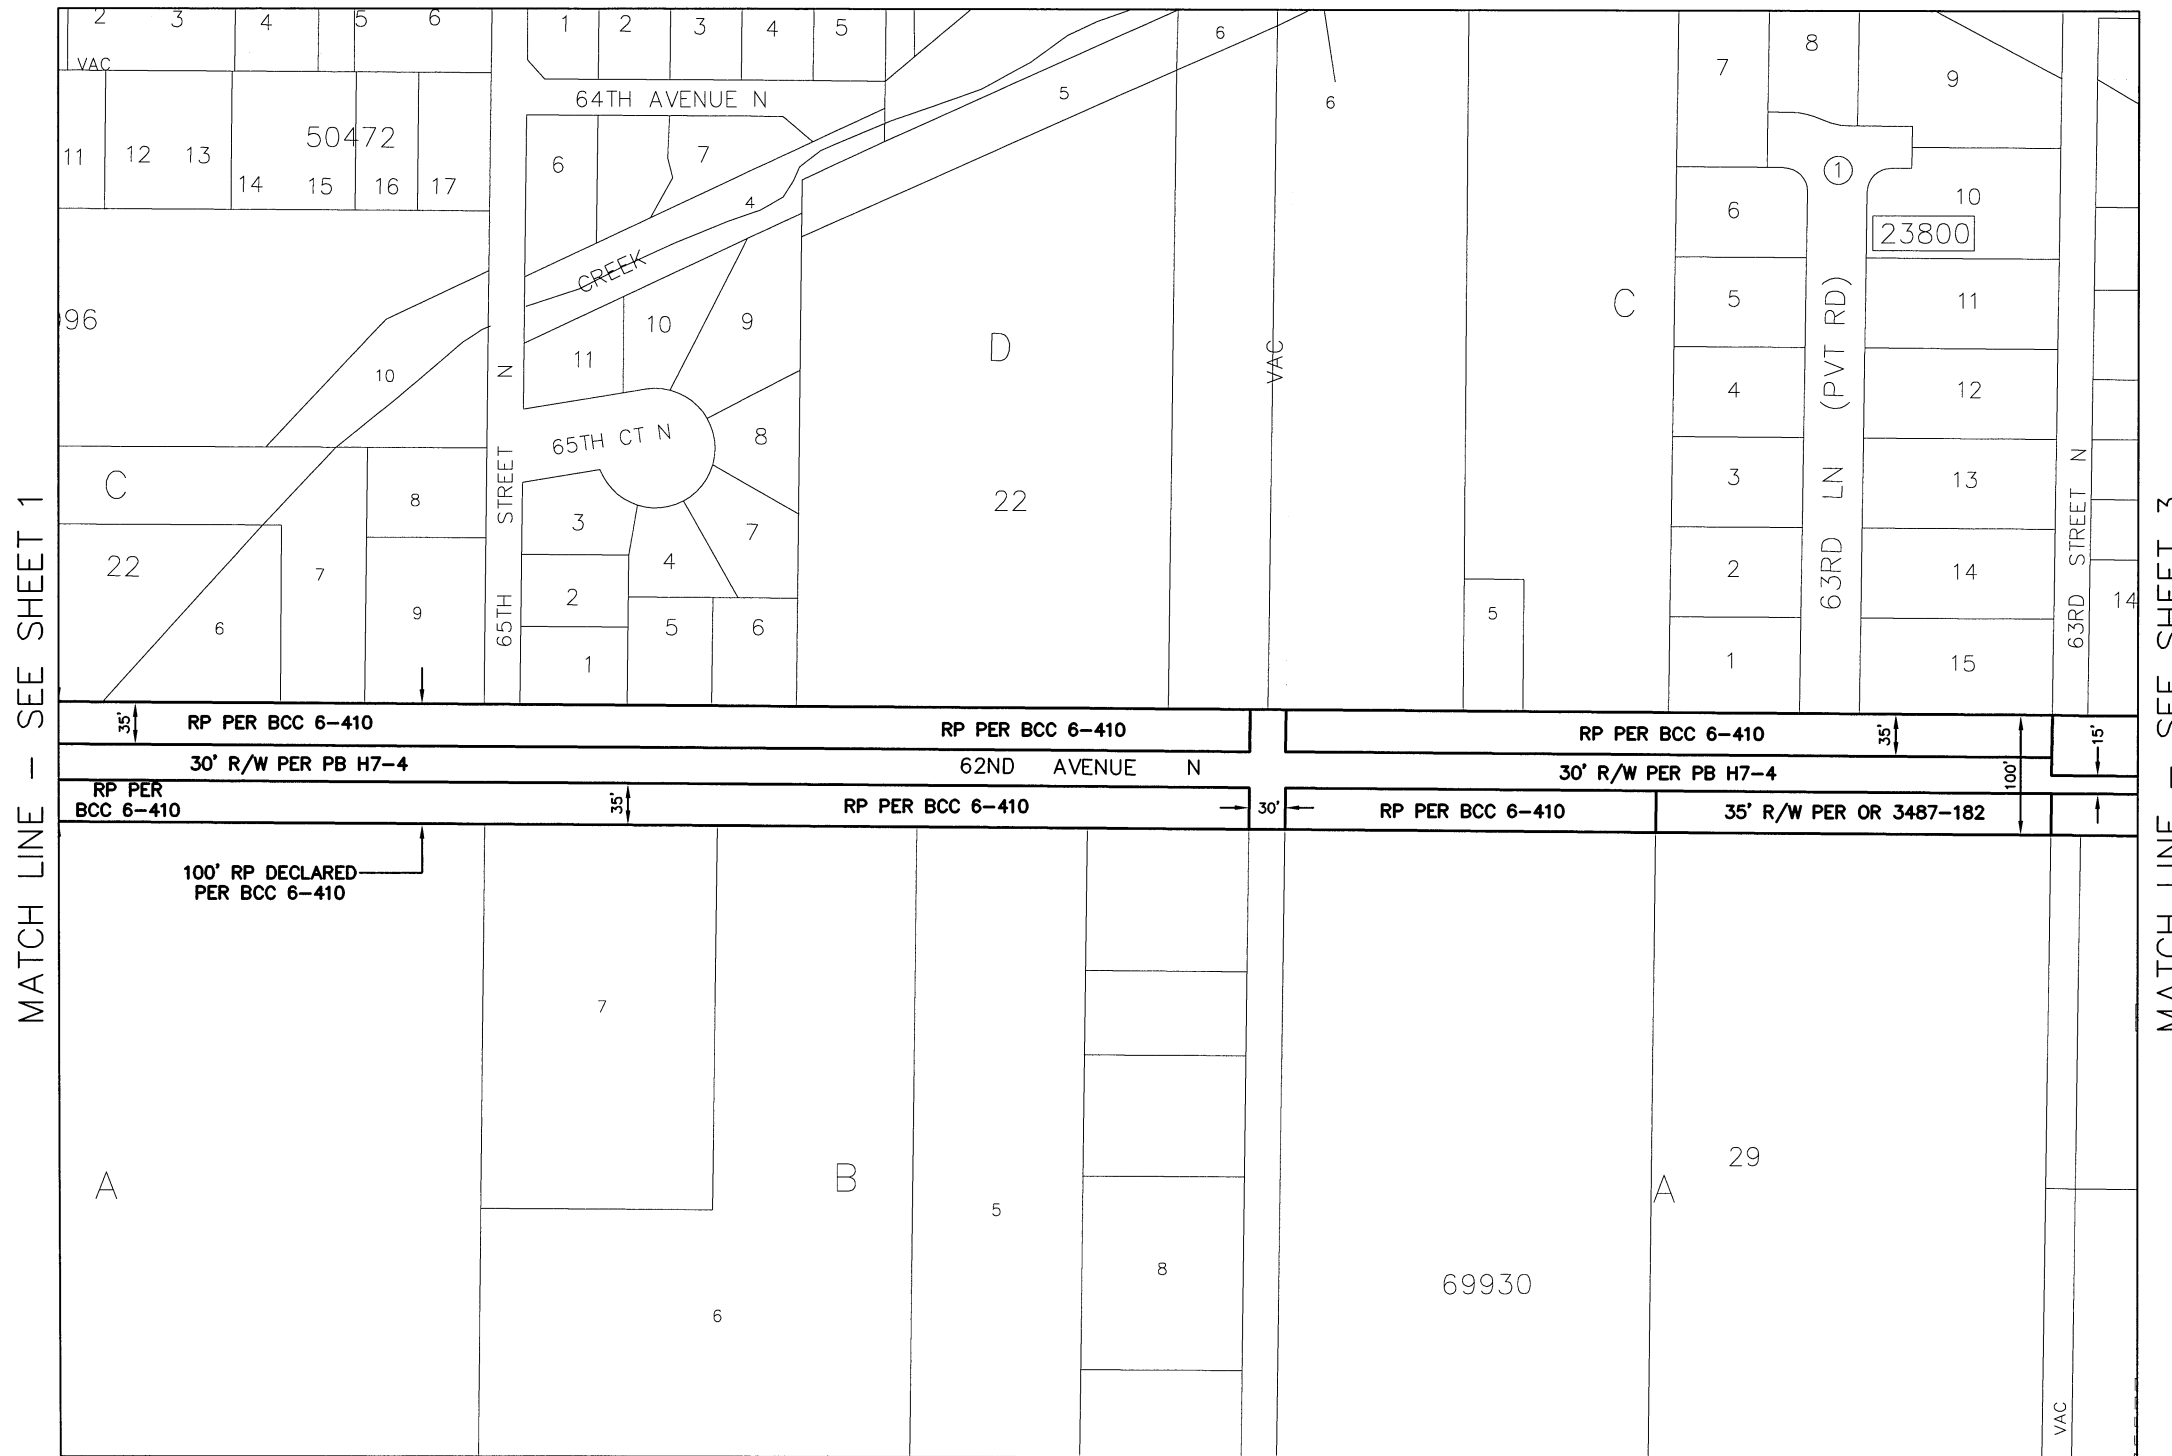 2 3 4 5 6
1 2 3 4 5
6
8
7
9
VAC
64TH AVENUE N
5
6
50472
11 12 13
14 15 16 17
6
7
4
1
6
10
23800
CREEK
96
10
11
10
9
D
VAC
C
5
11
63RD LN (PVT RD)
4
12
65TH CT N
8
C
8
65TH STREET N
3
7
22
3
13
63RD STREET N
22
7
4
2
14
14
6
9
2
5
6
5
1
1
15
MATCH LINE – SEE SHEET 1
MATCH LINE – SEE SHEET 3
35'
RP PER BCC 6–410
RP PER BCC 6–410
RP PER BCC 6–410
35'
15'
30' R/W PER PB H7–4
62ND AVENUE N
30' R/W PER PB H7–4
100'
RP PER
BCC 6–410
35'
RP PER BCC 6–410
30'
RP PER BCC 6–410
35' R/W PER OR 3487–182
100' RP DECLARED
PER BCC 6–410
7
A
B
5
29
A
8
69930
6
VAC